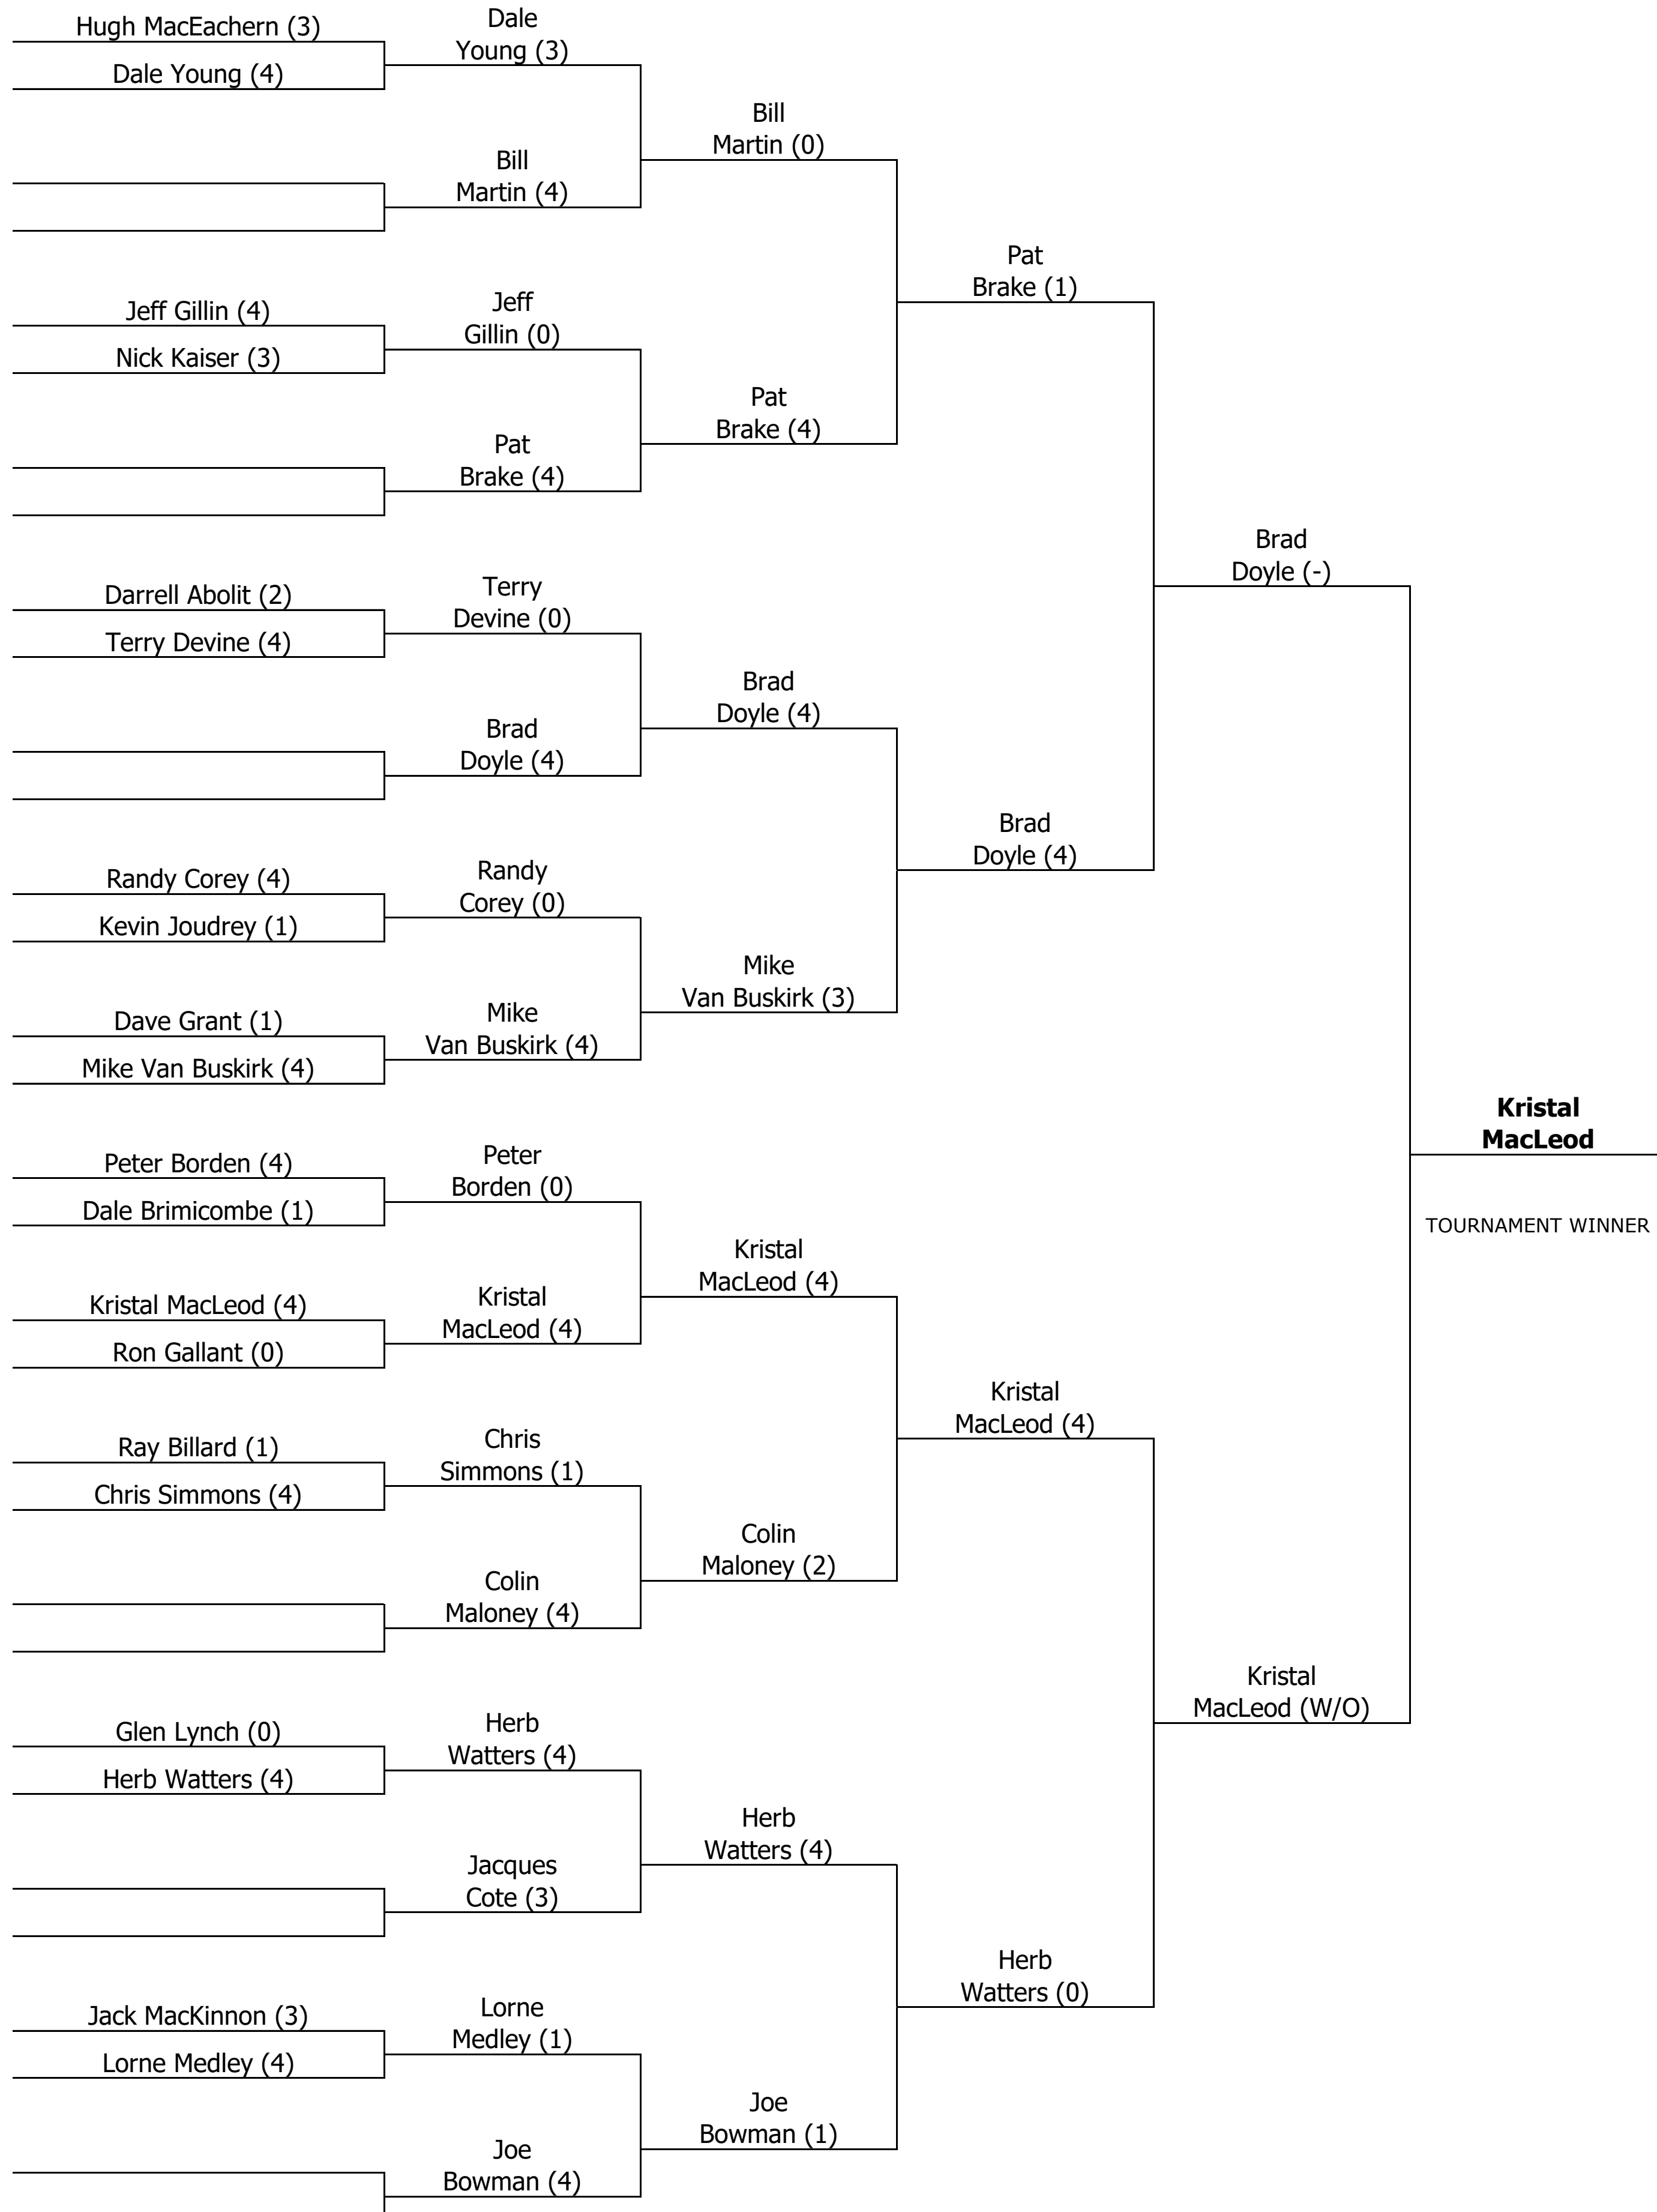 Hugh MacEachern (3)
Dale Young (4)
Jeff Gillin (4)
Nick Kaiser (3)
Darrell Abolit (2)
Terry Devine (4)
Randy Corey (4)
Kevin Joudrey (1)
Dave Grant (1)
Mike Van Buskirk (4)
Peter Borden (4)
Dale Brimicombe (1)
Kristal MacLeod (4)
Ron Gallant (0)
Ray Billard (1)
Chris Simmons (4)
Glen Lynch (0)
Herb Watters (4)
Jack MacKinnon (3)
Lorne Medley (4)
Dale
Young (3)
Bill
Martin (4)
Jeff
Gillin (0)
Pat
Brake (4)
Terry
Devine (0)
Brad
Doyle (4)
Randy
Corey (0)
Mike
Van Buskirk (4)
Peter
Borden (0)
Kristal
MacLeod (4)
Chris
Simmons (1)
Colin
Maloney (4)
Herb
Watters (4)
Jacques
Cote (3)
Lorne
Medley (1)
Joe
Bowman (4)
Bill
Martin (0)
Pat
Brake (4)
Brad
Doyle (4)
Mike
Van Buskirk (3)
Kristal
MacLeod (4)
Colin
Maloney (2)
Herb
Watters (4)
Joe
Bowman (1)
Pat
Brake (1)
Brad
Doyle (4)
Kristal
MacLeod (4)
Herb
Watters (0)
Brad
Doyle (-)
Kristal
MacLeod (W/O)
Kristal
MacLeod
TOURNAMENT WINNER